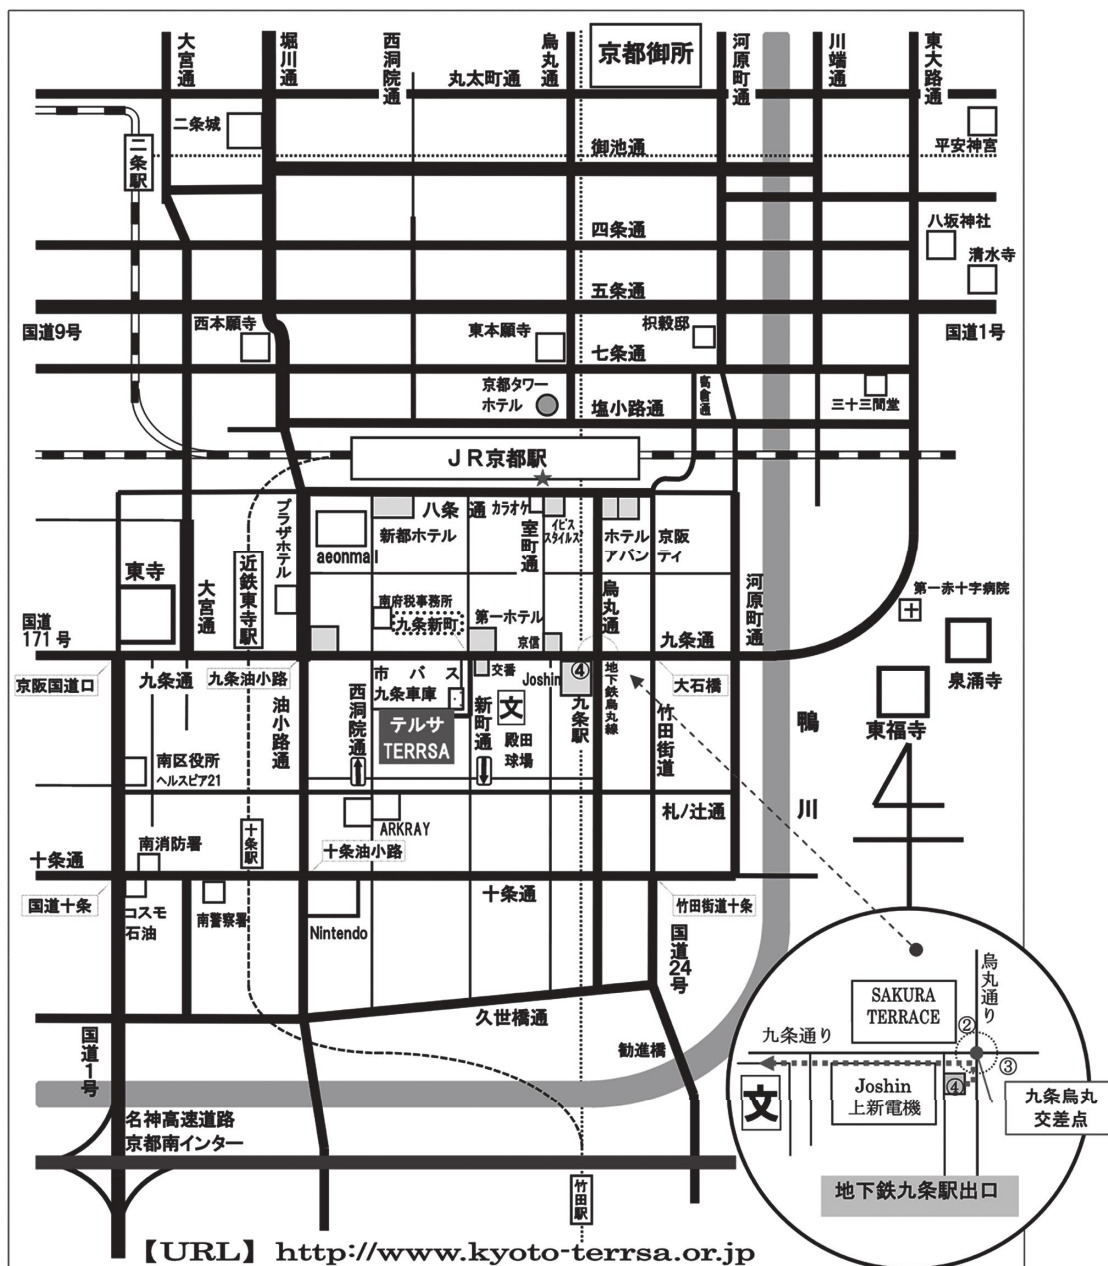 大宮通
堀川通
西洞院通
烏丸通
京都御所
河原町通
川端通
東大路通
丸太町通
二条城
二条駅
御池通
平安神宮
四条通
八坂神社
清水寺
五条通
国道9号
国道1号
西本願寺
東本願寺
枳殻邸
七条通
京都タワー
ホテル
塩小路通
高倉通
三十三間堂
JR京都駅
プラザホテル
八条通
カラオケ
新都ホテル
aeonmall
室町通
イビス
スタイルズ
ホテル 京阪
アバンティ
東寺
大宮通
近鉄東寺駅
南府税事務所
九条新町
第一ホテル
京信
烏丸通
河原町通
第一赤十字病院
国道
171号
九条通
京阪国道口
九条通
九条油小路
市バス
九条車庫
交番
Joshin
④
九条駅
地下鉄烏丸線
大石橋
泉涌寺
東福寺
油小路通
西洞院通
テルサ
TERRSA
新町通
文
殿田
球場
竹田街道
鴨川
南区役所
ヘルスピア21
札ノ辻通
ARKRAY
南消防署
十条駅
十条油小路
十条通
十条通
国道十条
コスモ
石油
南警察署
Nintendo
竹田街道十条
国道24号
久世橋通
勧進橋
国道1号
名神高速道路
京都南インター
竹田駅
烏丸通り
SAKURA
TERRACE
九条通り
②
③
④
文
Joshin
上新電機
九条烏丸
交差点
地下鉄九条駅出口
【URL】 http://www.kyoto-terrsa.or.jp